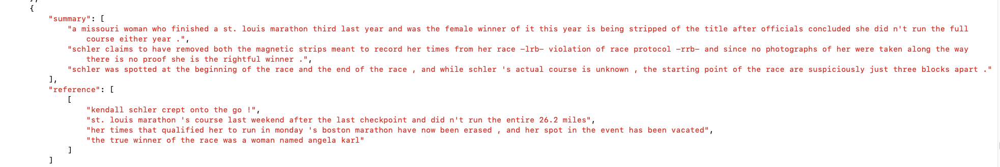 {
"summary": [
"a missouri woman who finished a st. louis marathon third last year and was the female winner of it this year is being stripped of the title after officials concluded she did n't run the full
course either year .",
"schler claims to have removed both the magnetic strips meant to record her times from her race -lrb- violation of race protocol -rrb- and since no photographs of her were taken along the way
there is no proof she is the rightful winner .",
"schler was spotted at the beginning of the race and the end of the race , and while schler 's actual course is unknown , the starting point of the race are suspiciously just three blocks apart ."
],
"reference": [
[
"kendall schler crept onto the go !",
"st. louis marathon 's course last weekend after the last checkpoint and did n't run the entire 26.2 miles",
"her times that qualified her to run in monday 's boston marathon have now been erased , and her spot in the event has been vacated",
"the true winner of the race was a woman named angela karl"
]
]